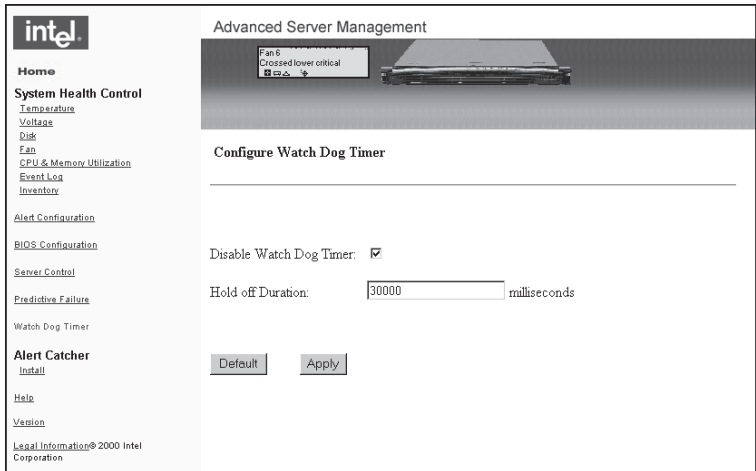 intel.
Advanced Server Management
Fan 6
Crossed lower critical
Home
System Health Control
Temperature
Voltage
Disk
Fan
CPU & Memory Utilization
Event Log
Inventory
Alert Configuration
BIOS Configuration
Server Control
Predictive Failure
Watch Dog Timer
Alert Catcher
Install
Help
Version
Legal Information© 2000 Intel
Corporation
Configure Watch Dog Timer
Disable Watch Dog Timer:
Hold off Duration: 30000 milliseconds
Default Apply